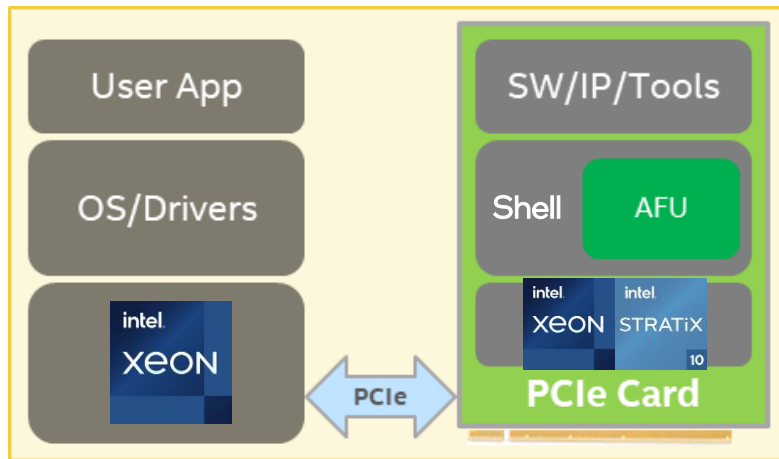 User App
OS/Drivers
intel.
xeon
PCIe
SW/IP/Tools
Shell
AFU
intel.
xeon
intel.
STRATIX
10
PCIe Card